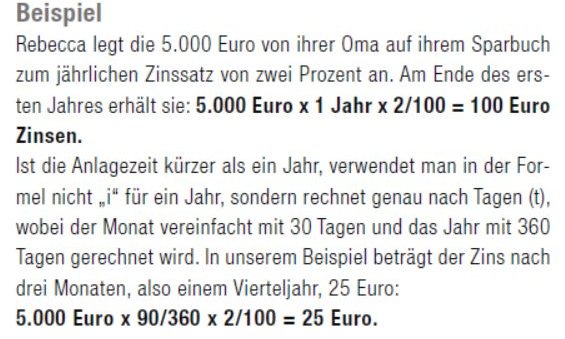 Beispiel
Rebecca legt die 5.000 Euro von ihrer Oma auf ihrem Sparbuch
zum jährlichen Zinssatz von zwei Prozent an. Am Ende des ers-
ten Jahres erhält sie: 5.000 Euro x 1 Jahr x 2/100 = 100 Euro
Zinsen.
Ist die Anlagezeit kürzer als ein Jahr, verwendet man in der For-
mel nicht „i“ für ein Jahr, sondern rechnet genau nach Tagen (t),
wobei der Monat vereinfacht mit 30 Tagen und das Jahr mit 360
Tagen gerechnet wird. In unserem Beispiel beträgt der Zins nach
drei Monaten, also einem Vierteljahr, 25 Euro:
5.000 Euro x 90/360 x 2/100 = 25 Euro.